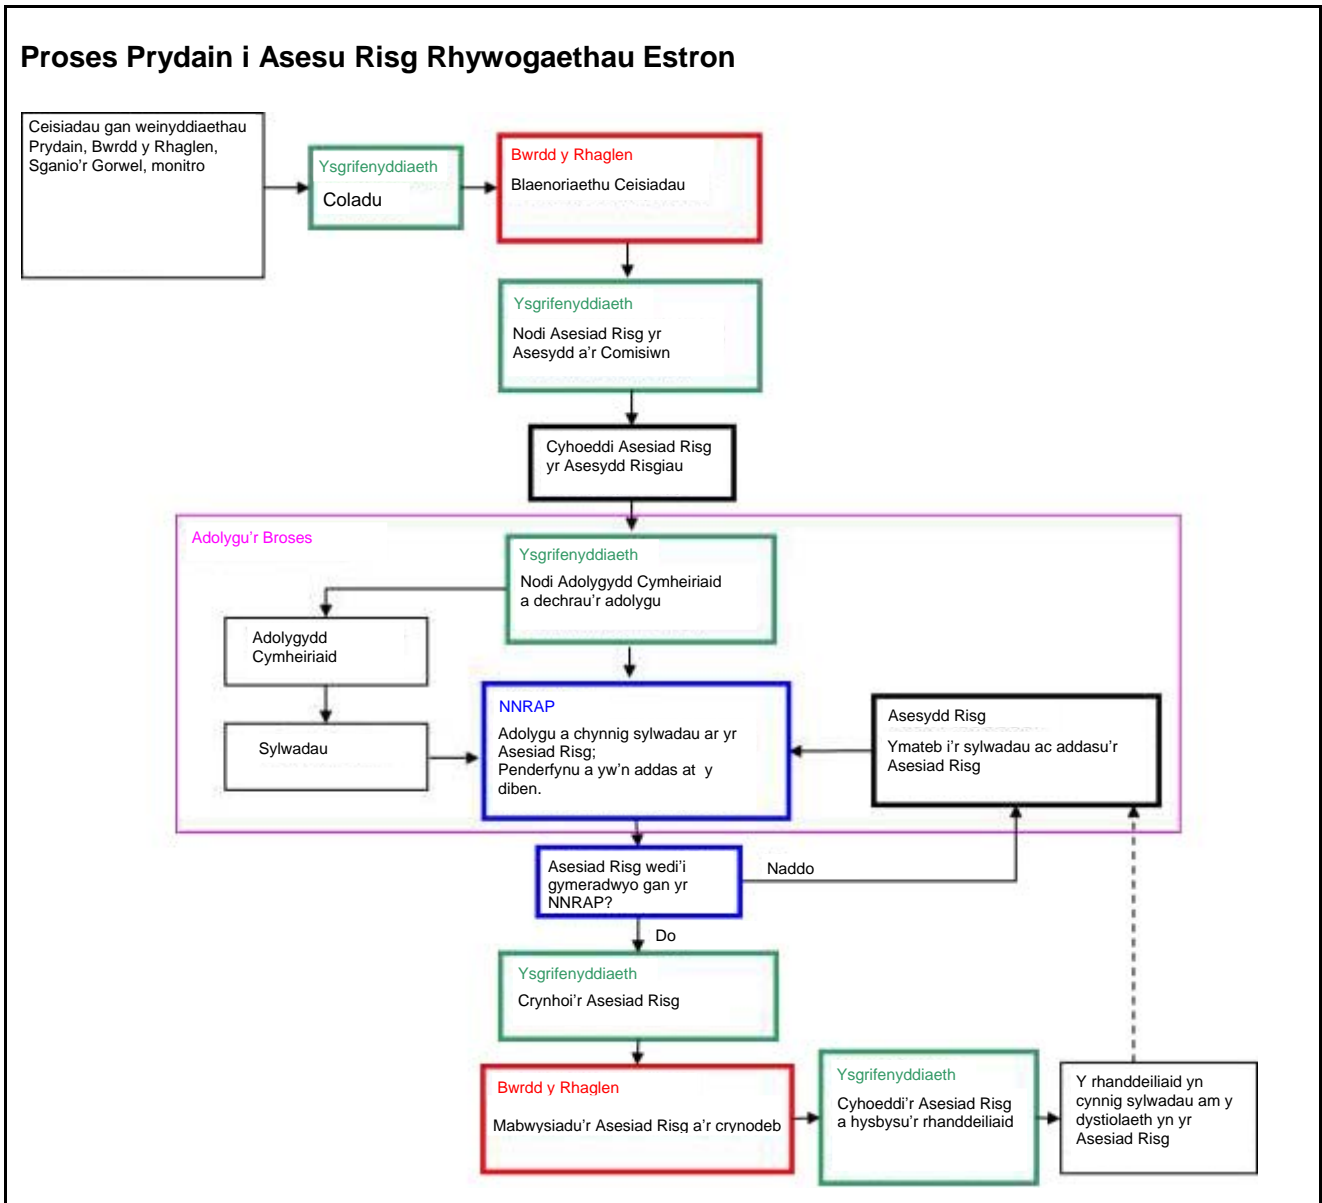 Proses Prydain i Asesu Risg Rhywogaethau Estron
Ceisiadau gan weinyddiaethau
Prydain, Bwrdd y Rhaglen,
Sganio’r Gorwel, monitro
Ysgrifenyddiaeth
Coladu
Bwrdd y Rhaglen
Blaenoriaethu Ceisiadau
Ysgrifenyddiaeth
Nodi Asesiad Risg yr
Asesydd a’r Comisiwn
Cyhoeddi Asesiad Risg
yr Asesydd Risgiau
Adolygu’r Broses
Ysgrifenyddiaeth
Nodi Adolygydd Cymheiriaid
a dechrau’r adolygu
Adolygydd
Cymheiriaid
Sylwadau
NNRAP
Adolygu a chynnig sylwadau ar yr
Asesiad Risg;
Penderfynu a yw’n addas at y
diben.
Asesydd Risg
Ymateb i’r sylwadau ac addasu’r
Asesiad Risg
Asesiad Risg wedi’i
gymeradwyo gan yr
NNRAP?
Naddo
Do
Ysgrifenyddiaeth
Crynhoi’r Asesiad Risg
Bwrdd y Rhaglen
Mabwysiadu’r Asesiad Risg a’r crynodeb
Ysgrifenyddiaeth
Cyhoeddi’r Asesiad Risg
a hysbysu’r rhanddeiliaid
Y rhanddeiliaid yn
cynnig sylwadau am y
dystiolaeth yn yr
Asesiad Risg